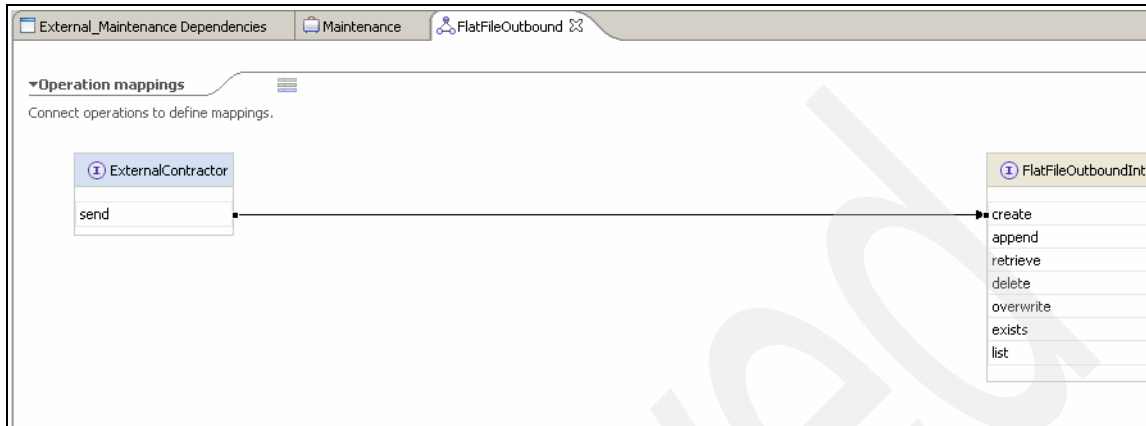 External_Maintenance Dependencies Maintenance FlatFileOutbound
Operation mappings
Connect operations to define mappings.
ExternalContractor FlatFileOutboundInt
send create
append
retrieve
delete
overwrite
exists
list